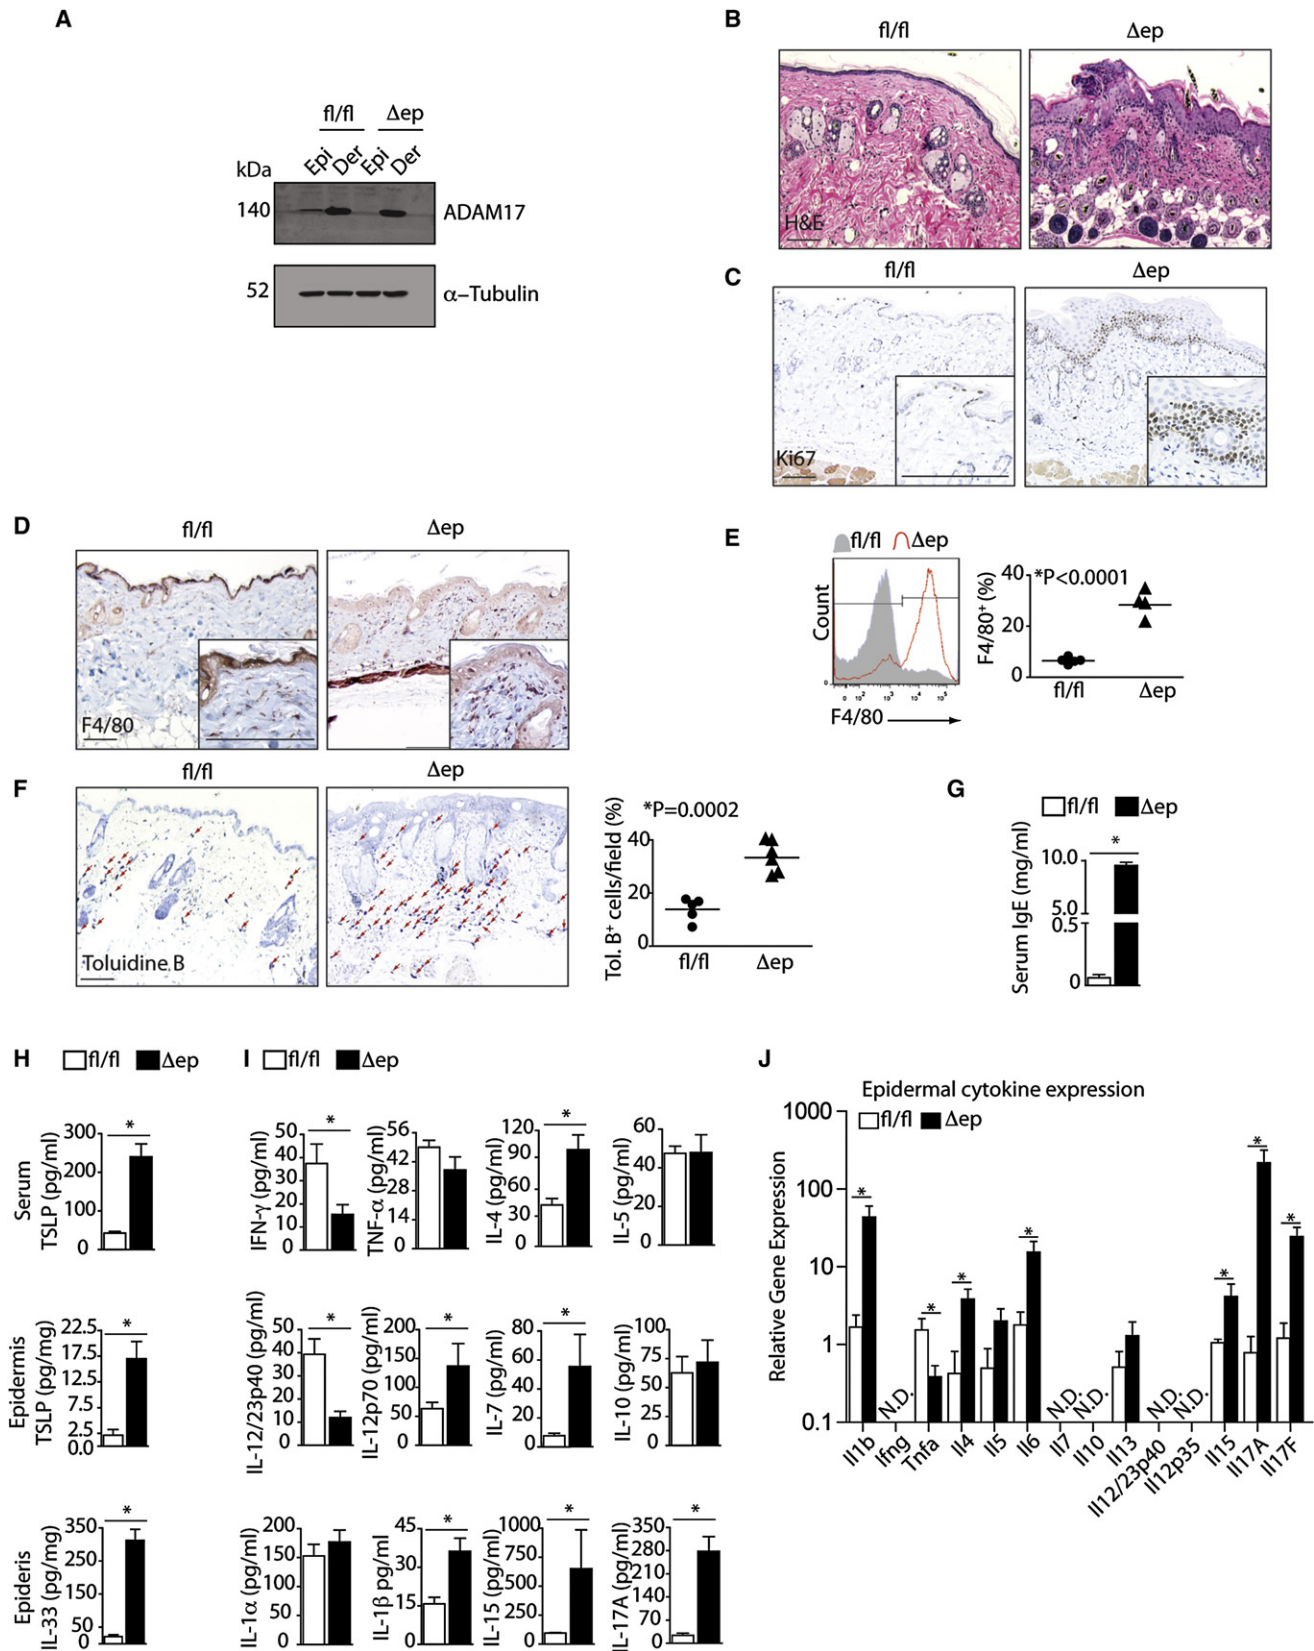 A
fl/fl Δep
Epi Der Epi Der
kDa
140 ADAM17
52 α–Tubulin
B
fl/fl Δep
H&E
C
fl/fl Δep
Ki67
D
fl/fl Δep
F4/80
E
fl/fl Δep
Count
0
0 10² 10³ 10⁴ 10⁵
F4/80
*P<0.0001
F4/80⁺ (%)
40
20
0
fl/fl Δep
F
fl/fl Δep
Toluidine B
*P=0.0002
Tol. B⁺ cells/field (%)
40
20
0
fl/fl Δep
G
fl/fl Δep
*
Serum IgE (mg/ml)
10.0
5.0
0.5
0
H fl/fl Δep
Serum
TSLP (pg/ml)
300
200
100
0
*
Epidermis
TSLP (pg/mg)
22.5
17.5
12.5
7.5
2.5
0.0
*
Epideris
IL-33 (pg/mg)
350
250
150
50
0
*
I fl/fl Δep
IFN-γ (pg/ml)
50
40
30
20
10
0
*
TNF-α (pg/ml)
56
42
28
14
0
IL-4 (pg/ml)
120
90
60
30
0
*
IL-5 (pg/ml)
60
40
20
0
IL-12/23p40 (pg/ml)
50
40
30
20
10
0
*
IL-12p70 (pg/ml)
200
150
100
50
0
*
IL-7 (pg/ml)
80
60
40
20
0
*
IL-10 (pg/ml)
100
75
50
25
0
IL-1α (pg/ml)
200
150
100
50
0
IL-1β pg/ml)
45
30
15
0
*
IL-15 (pg/ml)
1000
750
500
250
0
*
IL-17A (pg/ml)
350
280
210
140
70
0
*
J
Epidermal cytokine expression
fl/fl Δep
Relative Gene Expression
1000
100
10
1
0.1
* N.D. * * * N.D. N.D. N.D. N.D. * * *
Il1b Ifng Tnfa Il4 Il5 Il6 Il7 Il10 Il13 Il12/23p40 Il12p35 Il15 Il17A Il17F